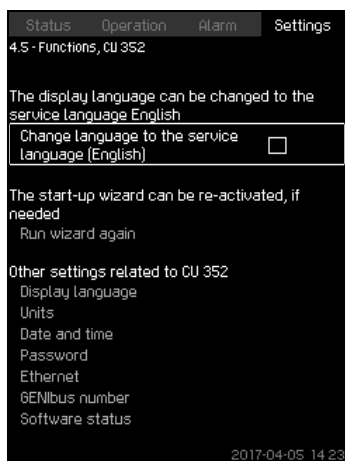 Status Operation Alarm Settings
4.5 - Functions, CU 352
The display language can be changed to the
service language English
Change language to the service
language (English)
The start-up wizard can be re-activated, if
needed
Run wizard again
Other settings related to CU 352
Display language
Units
Date and time
Password
Ethernet
GENIbus number
Software status
2017-04-05 14:23